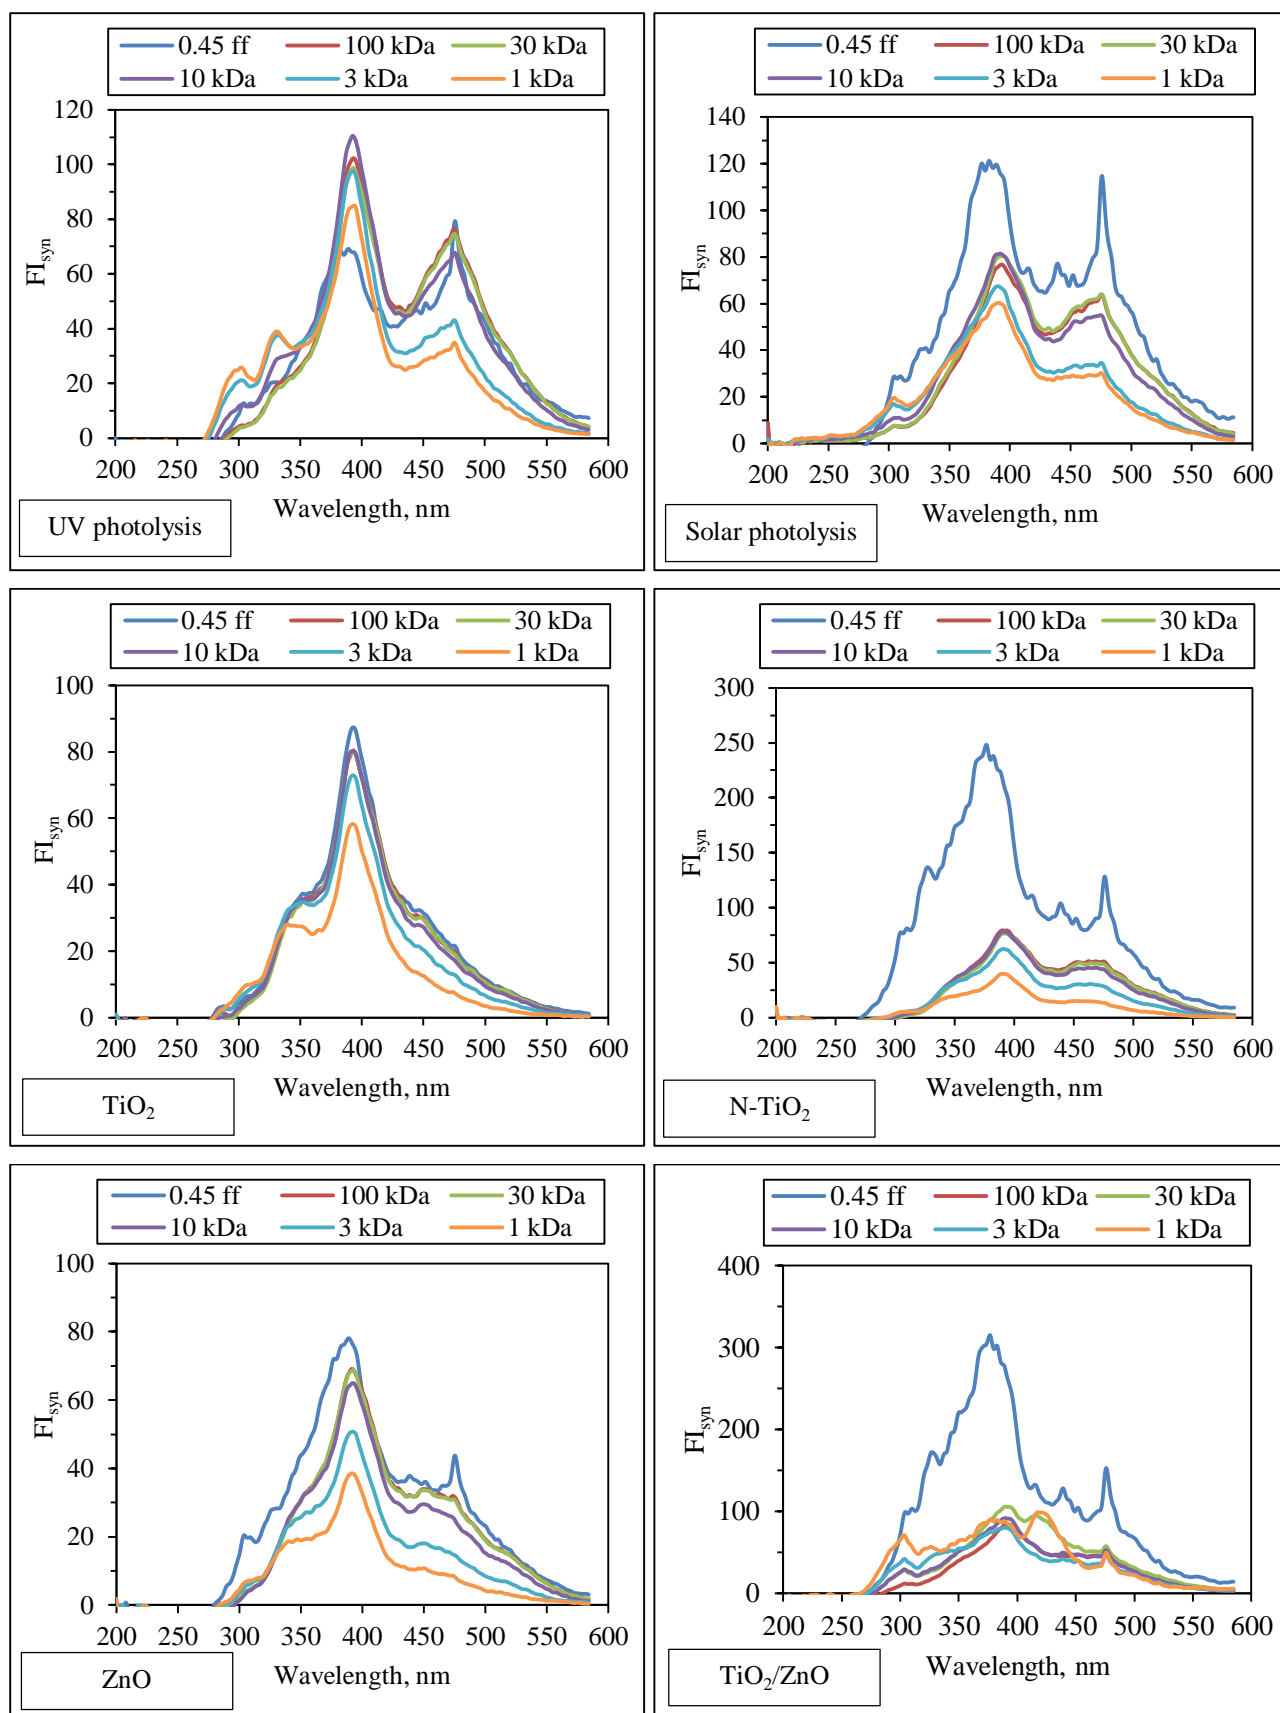 0.45 ff 100 kDa 30 kDa
10 kDa 3 kDa 1 kDa
120
100
80
60
40
20
0
FI_syn
200 250 300 350 400 450 500 550 600
Wavelength, nm
UV photolysis
0.45 ff 100 kDa 30 kDa
10 kDa 3 kDa 1 kDa
140
120
100
80
60
40
20
0
FI_syn
200 250 300 350 400 450 500 550 600
Wavelength, nm
Solar photolysis
0.45 ff 100 kDa 30 kDa
10 kDa 3 kDa 1 kDa
100
80
60
40
20
0
FI_syn
200 250 300 350 400 450 500 550 600
Wavelength, nm
TiO₂
0.45 ff 100 kDa 30 kDa
10 kDa 3 kDa 1 kDa
300
250
200
150
100
50
0
FI_syn
200 250 300 350 400 450 500 550 600
Wavelength, nm
N-TiO₂
0.45 ff 100 kDa 30 kDa
10 kDa 3 kDa 1 kDa
100
80
60
40
20
0
FI_syn
200 250 300 350 400 450 500 550 600
Wavelength, nm
ZnO
0.45 ff 100 kDa 30 kDa
10 kDa 3 kDa 1 kDa
400
300
200
100
0
FI_syn
200 250 300 350 400 450 500 550 600
Wavelength, nm
TiO₂/ZnO